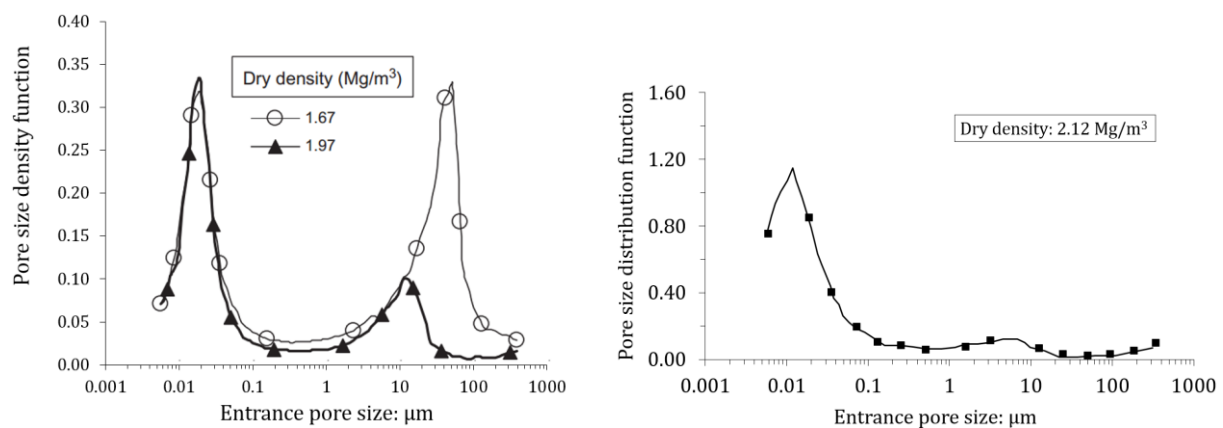 0.40
0.35
0.30
0.25
0.20
0.15
0.10
0.05
0.00
Pore size density function
Dry density (Mg/m³)
1.67
1.97
0.001 0.01 0.1 1 10 100 1000
Entrance pore size: μm
1.60
1.20
0.80
0.40
0.00
Pore size distribution function
Dry density: 2.12 Mg/m³
0.001 0.01 0.1 1 10 100 1000
Entrance pore size: μm